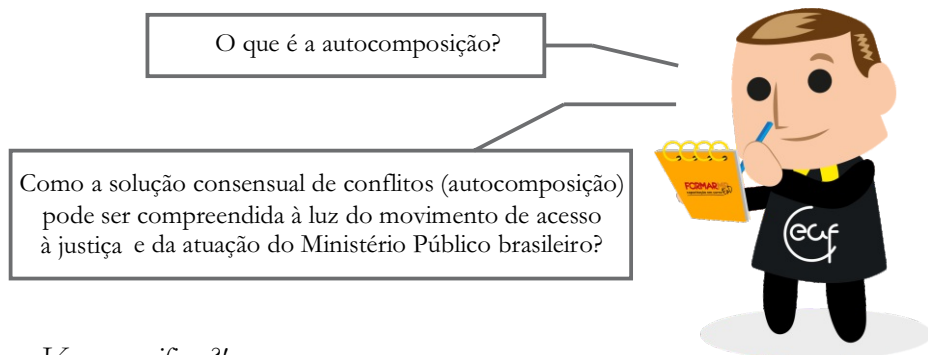 O que é a autocomposição?
Como a solução consensual de conflitos (autocomposição)
pode ser compreendida à luz do movimento de acesso
à justiça e da atuação do Ministério Público brasileiro?
FORMAR
Ceaf